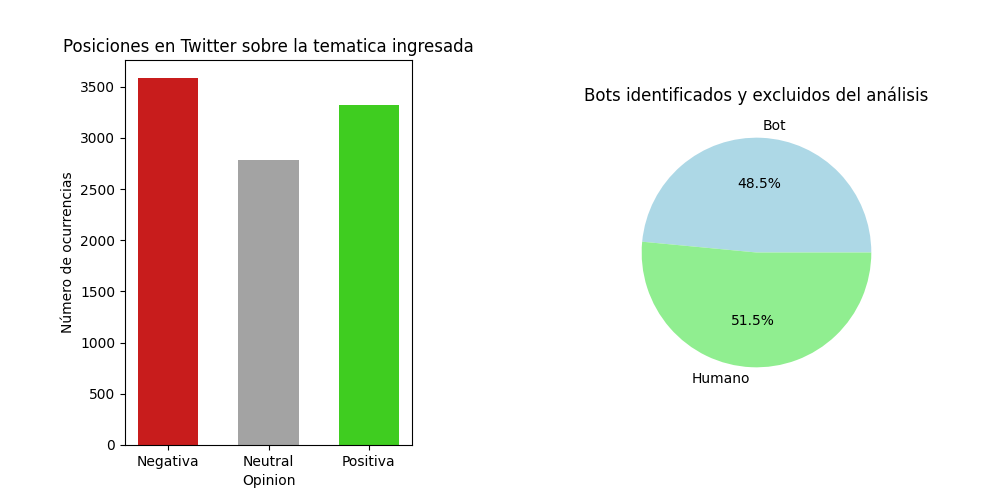 Posiciones en Twitter sobre la tematica ingresada
Número de ocurrencias
3500
3000
2500
2000
1500
1000
500
0
Negativa
Neutral
Positiva
Opinion
Bots identificados y excluidos del análisis
Bot
48.5%
51.5%
Humano